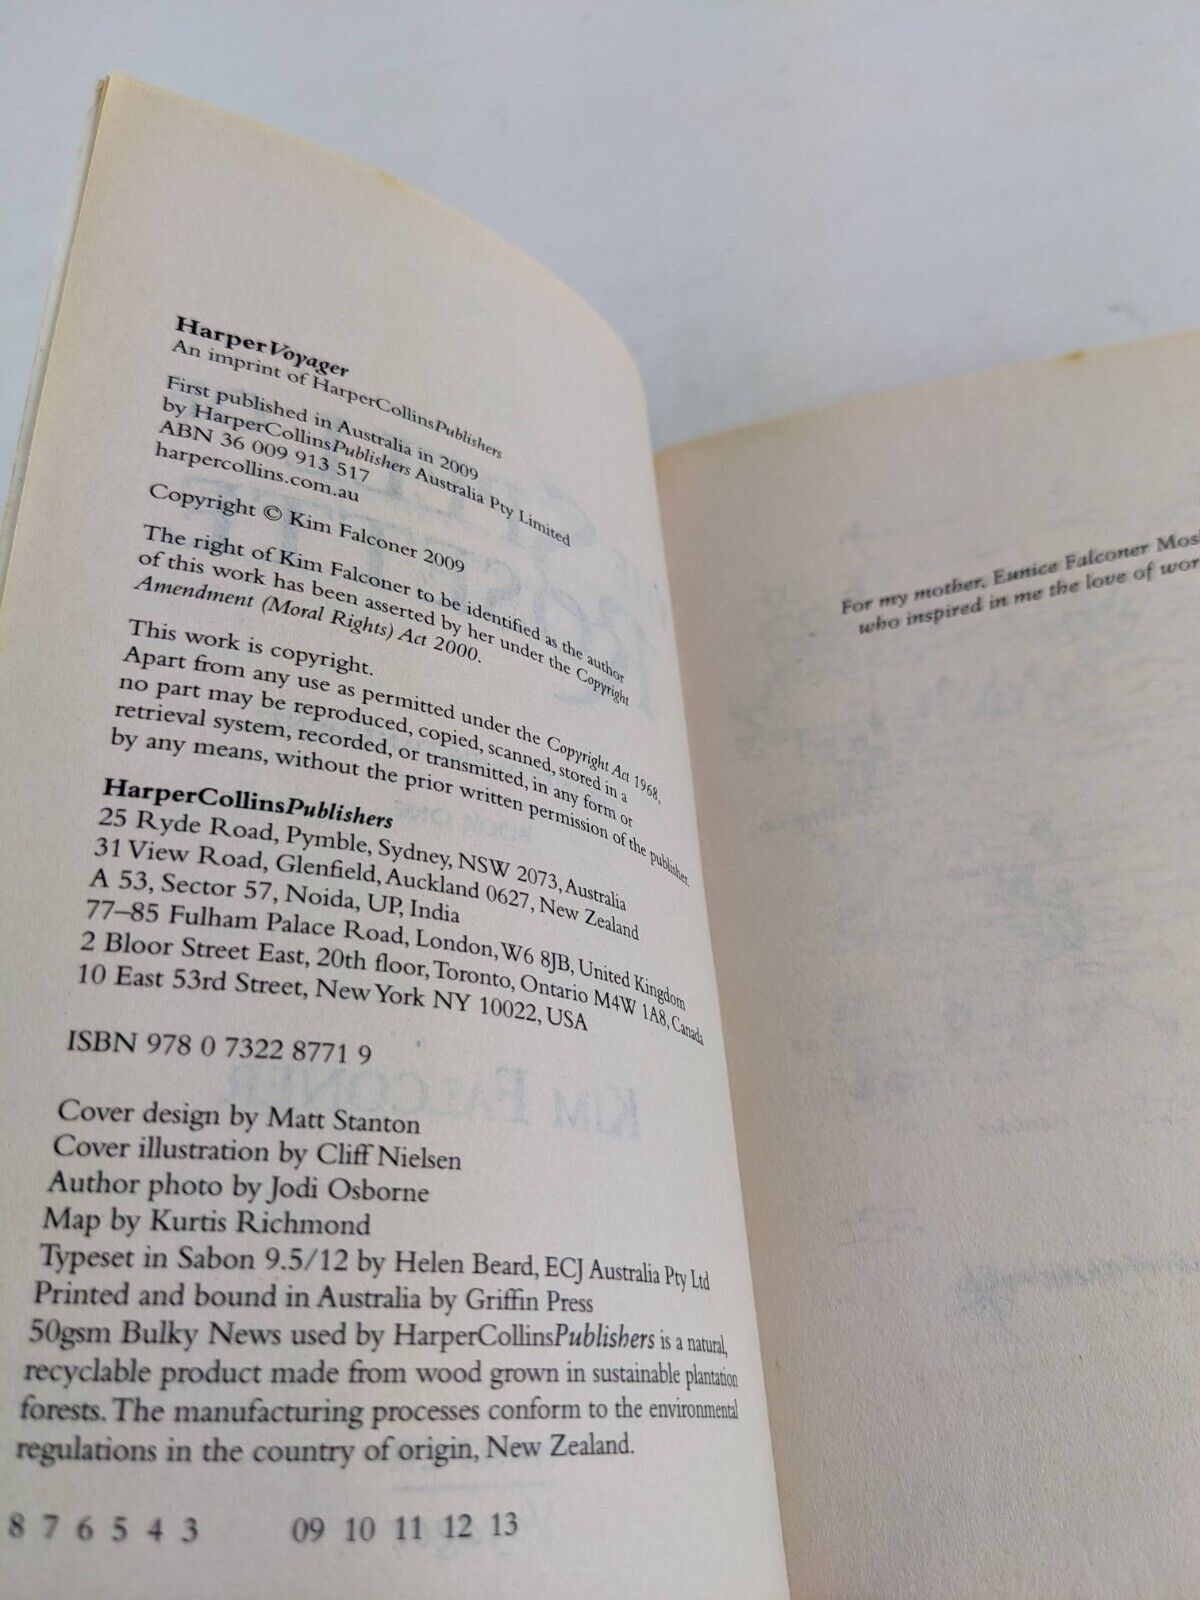 HarperVoyager
An imprint of HarperCollinsPublishers
First published in Australia in 2009
by HarperCollinsPublishers Australia Pty Limited
ABN 36 009 913 517
harpercollins.com.au
Copyright © Kim Falconer 2009
The right of Kim Falconer to be identified as the author
of this work has been asserted by her under the Copyright
Amendment (Moral Rights) Act 2000.
This work is copyright.
Apart from any use as permitted under the Copyright Act 1968,
no part may be reproduced, copied, scanned, stored in a
retrieval system, recorded, or transmitted, in any form or
by any means, without the prior written permission of the publisher.
HarperCollinsPublishers
25 Ryde Road, Pymble, Sydney, NSW 2073, Australia
31 View Road, Glenfield, Auckland 0627, New Zealand
A 53, Sector 57, Noida, UP, India
77–85 Fulham Palace Road, London, W6 8JB, United Kingdom
2 Bloor Street East, 20th floor, Toronto, Ontario M4W 1A8, Canada
10 East 53rd Street, New York NY 10022, USA
ISBN 978 0 7322 8771 9
Cover design by Matt Stanton
Cover illustration by Cliff Nielsen
Author photo by Jodi Osborne
Map by Kurtis Richmond
Typeset in Sabon 9.5/12 by Helen Beard, ECJ Australia Pty Ltd
Printed and bound in Australia by Griffin Press
50gsm Bulky News used by HarperCollinsPublishers is a natural,
recyclable product made from wood grown in sustainable plantation
forests. The manufacturing processes conform to the environmental
regulations in the country of origin, New Zealand.
8 7 6 5 4 3 09 10 11 12 13
For my mother, Eunice Falconer
who inspired in me the love of